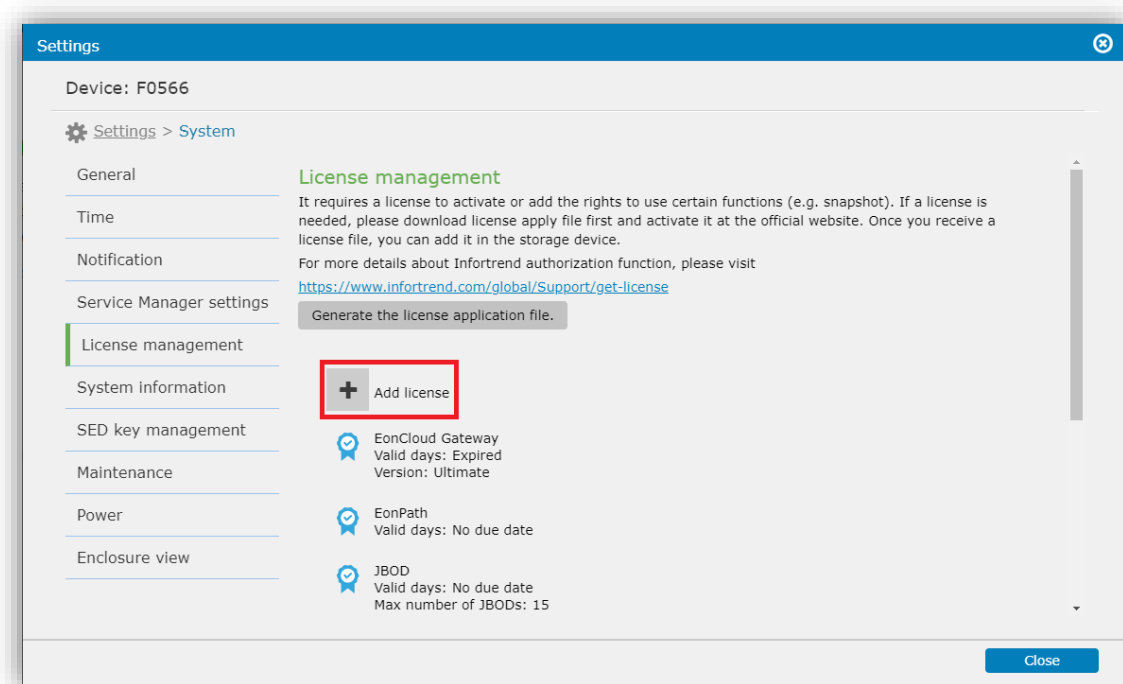 Settings
Device: F0566
Settings > System
General
Time
Notification
Service Manager settings
License management
System information
SED key management
Maintenance
Power
Enclosure view
License management
It requires a license to activate or add the rights to use certain functions (e.g. snapshot). If a license is
needed, please download license apply file first and activate it at the official website. Once you receive a
license file, you can add it in the storage device.
For more details about Infortrend authorization function, please visit
https://www.infortrend.com/global/Support/get-license
Generate the license application file.
Add license
EonCloud Gateway
Valid days: Expired
Version: Ultimate
EonPath
Valid days: No due date
JBOD
Valid days: No due date
Max number of JBODs: 15
Close